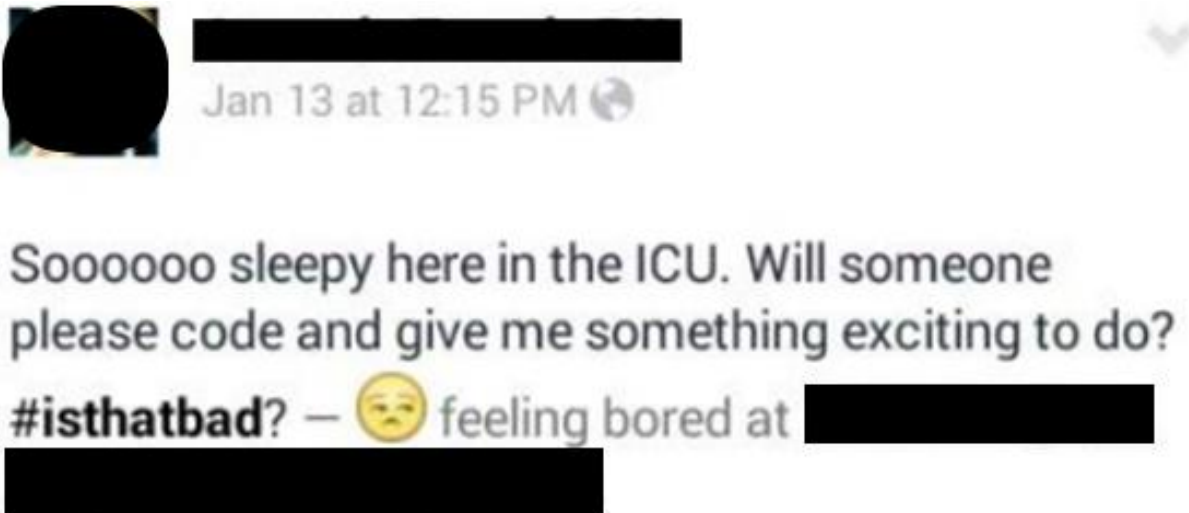 Jan 13 at 12:15 PM
Soooooo sleepy here in the ICU. Will someone
please code and give me something exciting to do?
#isthatbad? — feeling bored at